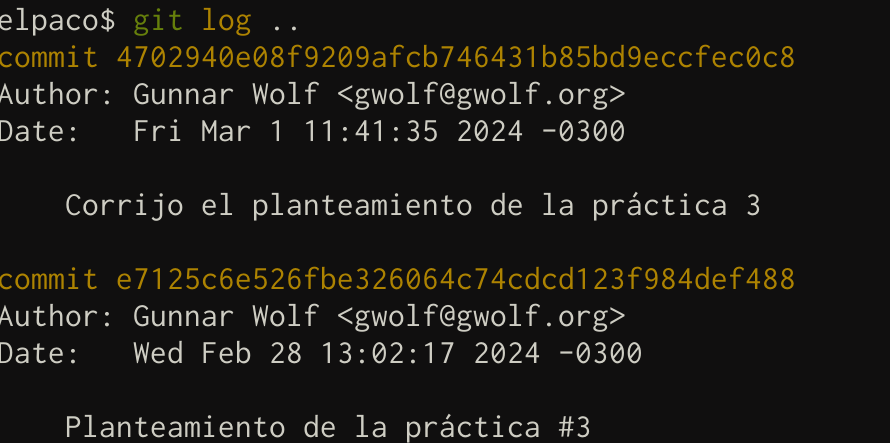 elpaco$ git log ..
commit 4702940e08f9209afcb746431b85bd9eccfec0c8
Author: Gunnar Wolf <gwolf@gwolf.org>
Date:   Fri Mar 1 11:41:35 2024 -0300
    Corrijo el planteamiento de la práctica 3
commit e7125c6e526fbe326064c74cdcd123f984def488
Author: Gunnar Wolf <gwolf@gwolf.org>
Date:   Wed Feb 28 13:02:17 2024 -0300
    Planteamiento de la práctica #3